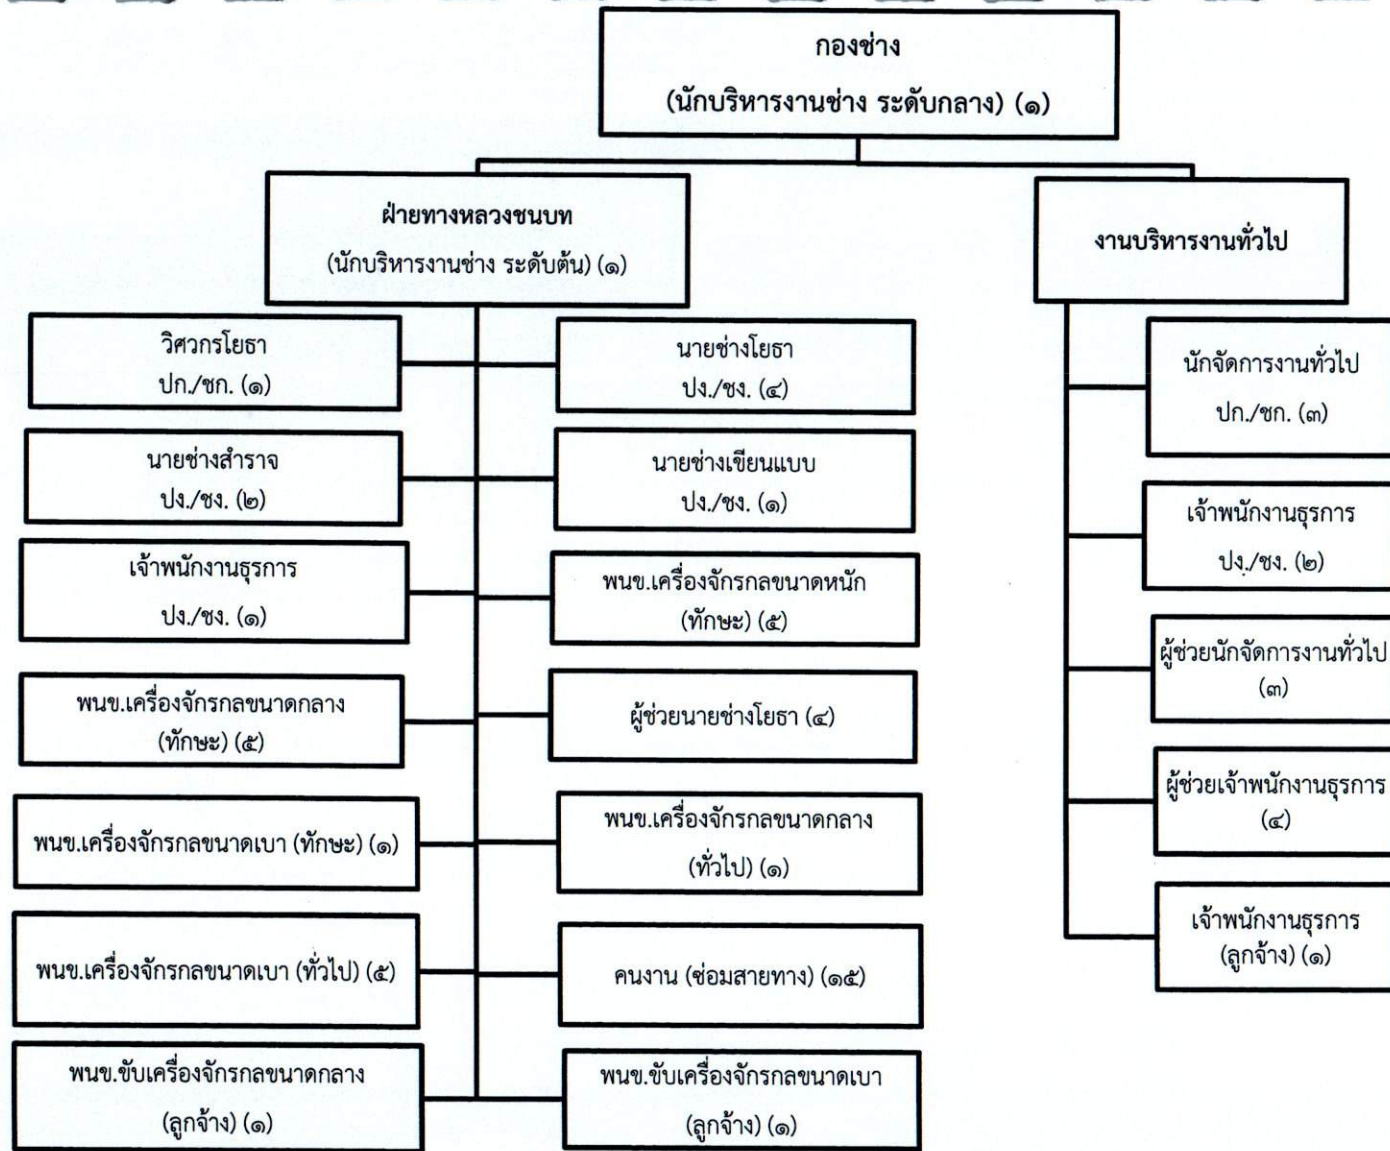 กองช่าง
(นักบริหารงานช่าง ระดับกลาง) (๑)
ฝ่ายทางหลวงชนบท
(นักบริหารงานช่าง ระดับต้น) (๑)
งานบริหารงานทั่วไป
วิศวกรโยธา
ปก./ชก. (๑)
นายช่างโยธา
ปง./ชง. (๔)
นายช่างสำรวจ
ปง./ชง. (๒)
นายช่างเขียนแบบ
ปง./ชง. (๑)
เจ้าพนักงานธุรการ
ปง./ชง. (๑)
พนข.เครื่องจักรกลขนาดหนัก
(ทักษะ) (๕)
พนข.เครื่องจักรกลขนาดกลาง
(ทักษะ) (๕)
ผู้ช่วยนายช่างโยธา (๔)
พนข.เครื่องจักรกลขนาดเบา (ทักษะ) (๑)
พนข.เครื่องจักรกลขนาดกลาง
(ทั่วไป) (๑)
พนข.เครื่องจักรกลขนาดเบา (ทั่วไป) (๕)
คนงาน (ซ่อมสายทาง) (๑๕)
พนข.ขับเครื่องจักรกลขนาดกลาง
(ลูกจ้าง) (๑)
พนข.ขับเครื่องจักรกลขนาดเบา
(ลูกจ้าง) (๑)
นักจัดการงานทั่วไป
ปก./ชก. (๓)
เจ้าพนักงานธุรการ
ปง./ชง. (๒)
ผู้ช่วยนักจัดการงานทั่วไป
(๓)
ผู้ช่วยเจ้าพนักงานธุรการ
(๔)
เจ้าพนักงานธุรการ
(ลูกจ้าง) (๑)